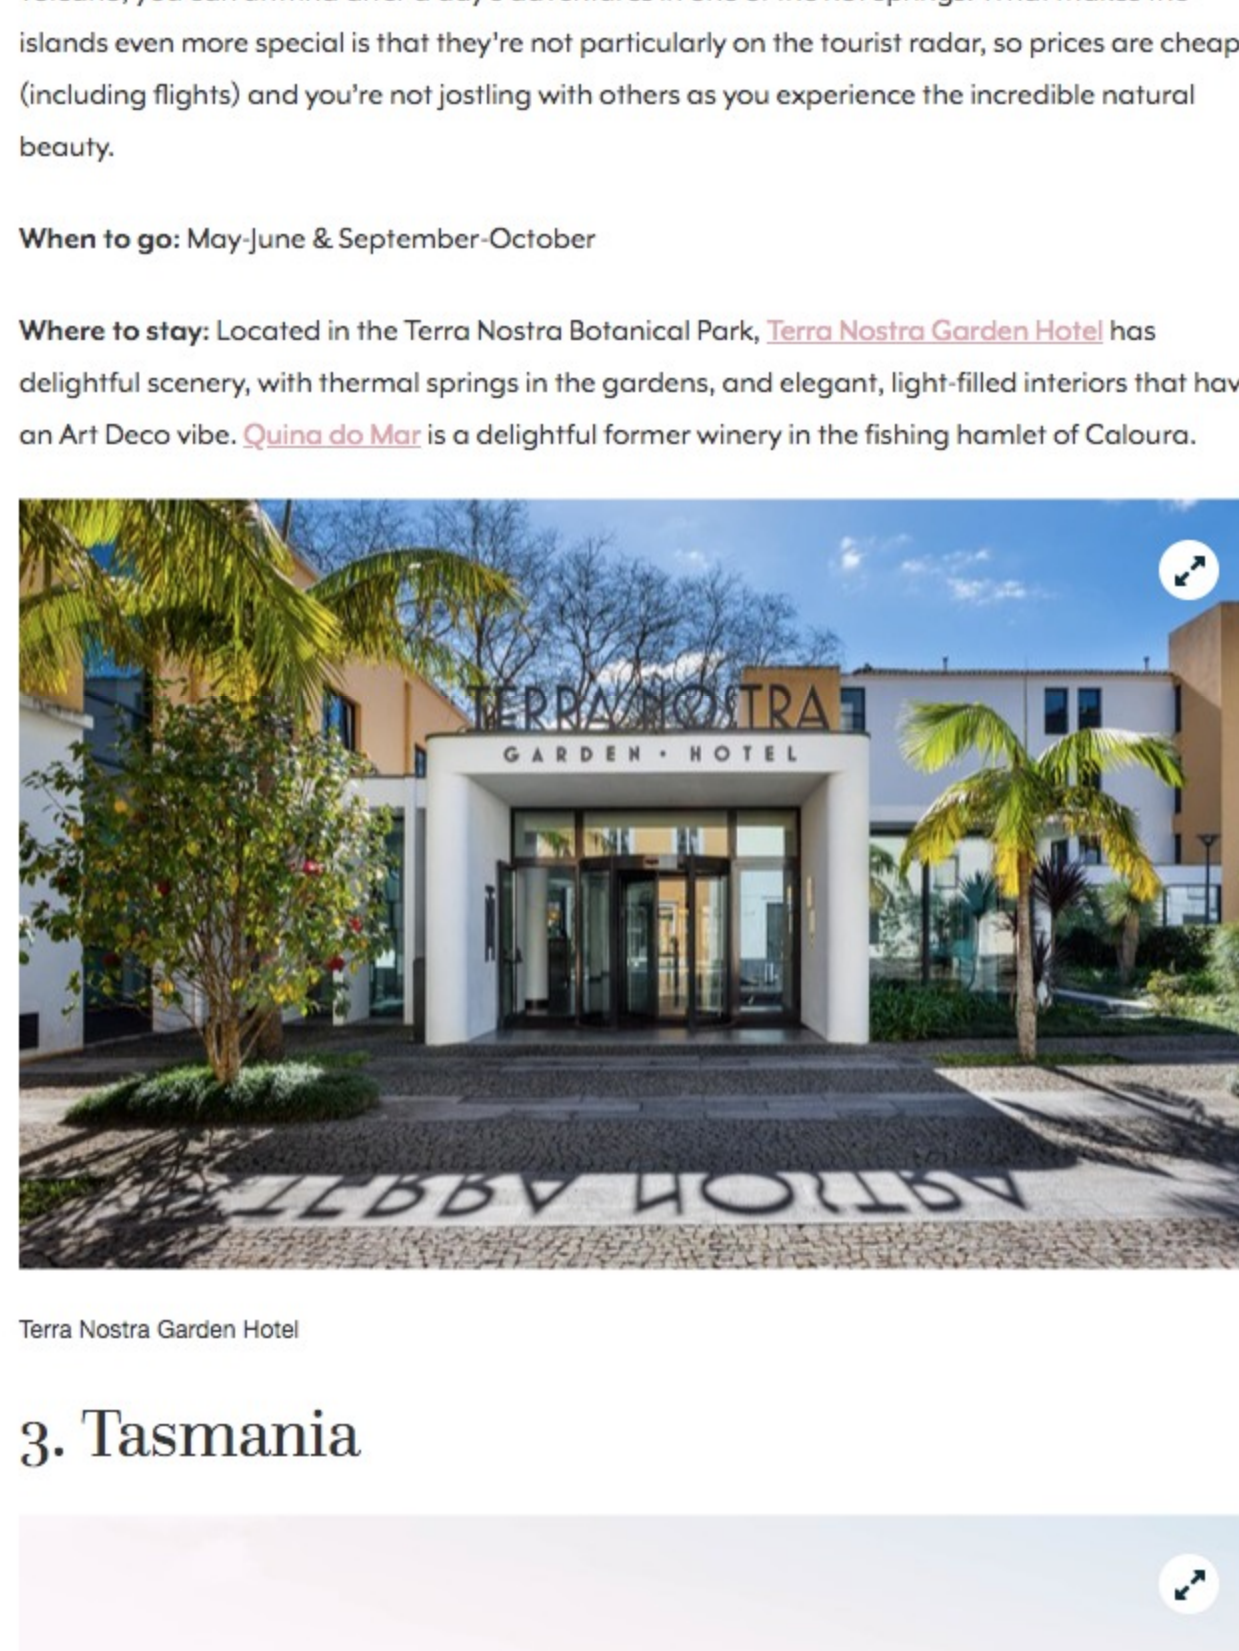 islands even more special is that they're not particularly on the tourist radar, so prices are cheap
(including flights) and you're not jostling with others as you experience the incredible natural
beauty.
When to go: May-June & September-October
Where to stay: Located in the Terra Nostra Botanical Park, Terra Nostra Garden Hotel has
delightful scenery, with thermal springs in the gardens, and elegant, light-filled interiors that hav
an Art Deco vibe. Quina do Mar is a delightful former winery in the fishing hamlet of Caloura.
TERRA NOSTRA
GARDEN • HOTEL
TERRA NOSTRA
Terra Nostra Garden Hotel
3. Tasmania